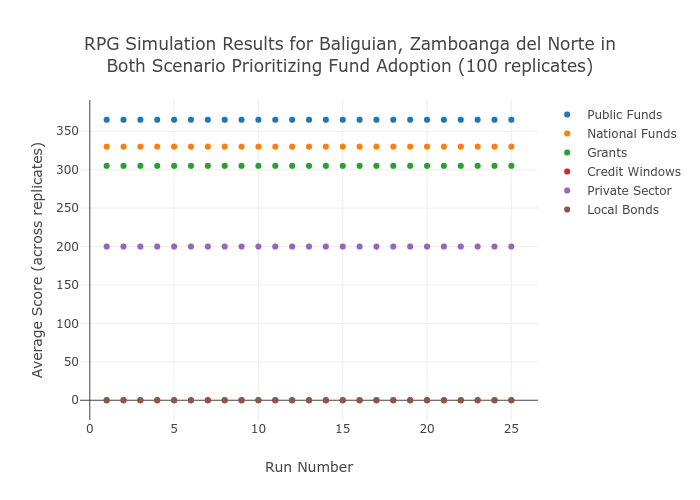 RPG Simulation Results for Baliguian, Zamboanga del Norte in
Both Scenario Prioritizing Fund Adoption (100 replicates)
Average Score (across replicates)
350
300
250
200
150
100
50
0
0
5
10
15
20
25
Run Number
Public Funds
National Funds
Grants
Credit Windows
Private Sector
Local Bonds